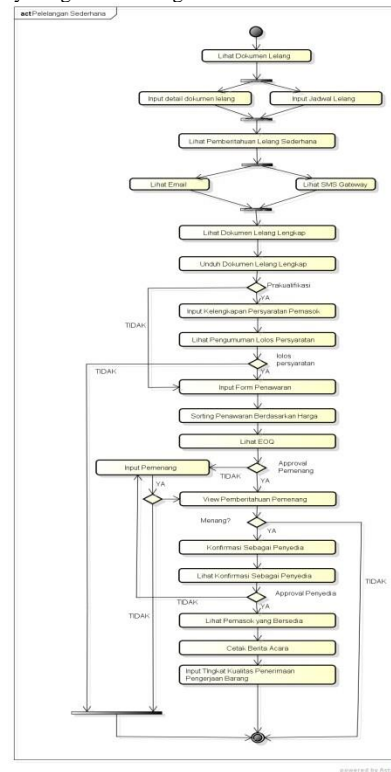 act Pelelangan Sederhana
Lihat Dokumen Lelang
Input detail dokumen lelang
Input Jadwal Lelang
Lihat Pemberitahuan Lelang Sederhana
Lihat Email
Lihat SMS Gateway
Lihat Dokumen Lelang Lengkap
Unduh Dokumen Lelang Lengkap
Prakualifikasi
YA
TIDAK
Input Kelengkapan Persyaratan Pemasok
Lihat Pengumuman Lolos Persyaratan
lolos
persyaratan
TIDAK
YA
Input Form Penawaran
Sorting Penawaran Berdasarkan Harga
Lihat EOQ
Approval
Pemenang
Input Pemenang
TIDAK
YA
YA
View Pemberitahuan Pemenang
Menang?
YA
Konfirmasi Sebagai Penyedia
Lihat Konfirmasi Sebagai Penyedia
TIDAK
Approval Penyedia
TIDAK
YA
TIDAK
Lihat Pemasok yang Bersedia
Cetak Berita Acara
Input Tingkat Kualitas Penerimaan
Pengerjaan Barang